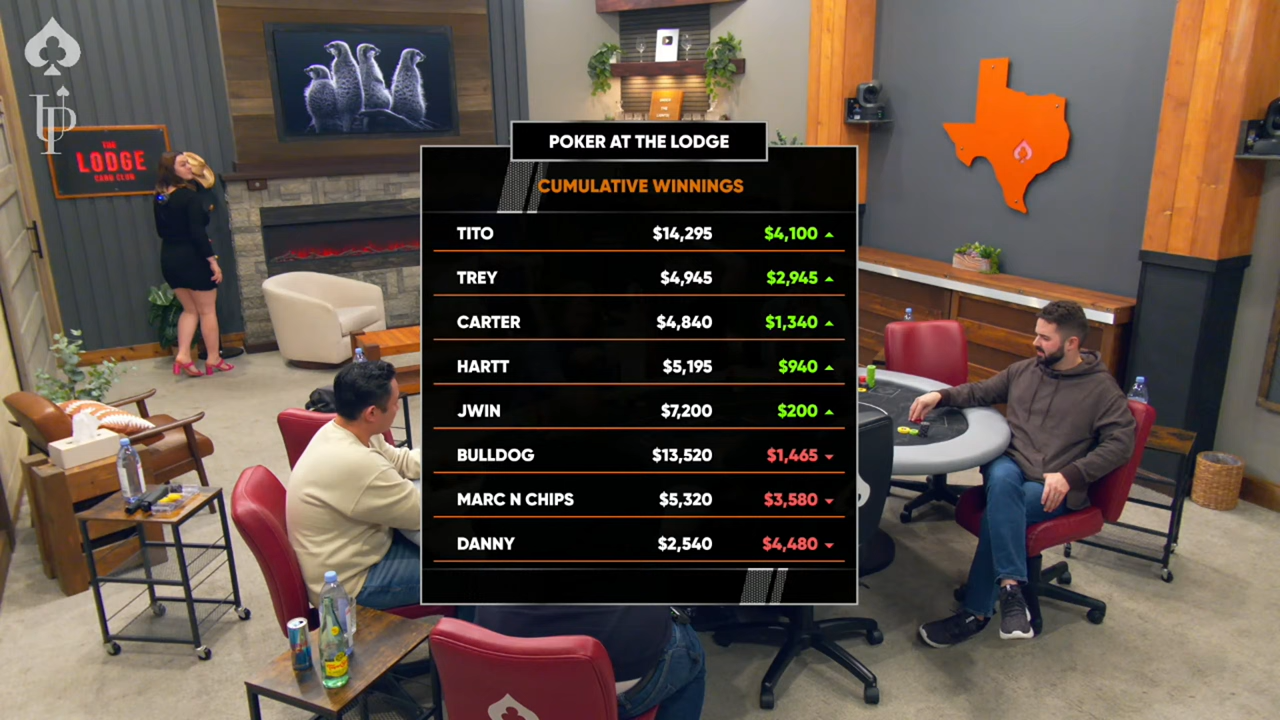 UP
THE
LODGE
CARD CLUB
POKER AT THE LODGE
CUMULATIVE WINNINGS
TITO $14,295 $4,100
TREY $4,945 $2,945
CARTER $4,840 $1,340
HARTT $5,195 $940
JWIN $7,200 $200
BULLDOG $13,520 $1,465
MARC N CHIPS $5,320 $3,580
DANNY $2,540 $4,480